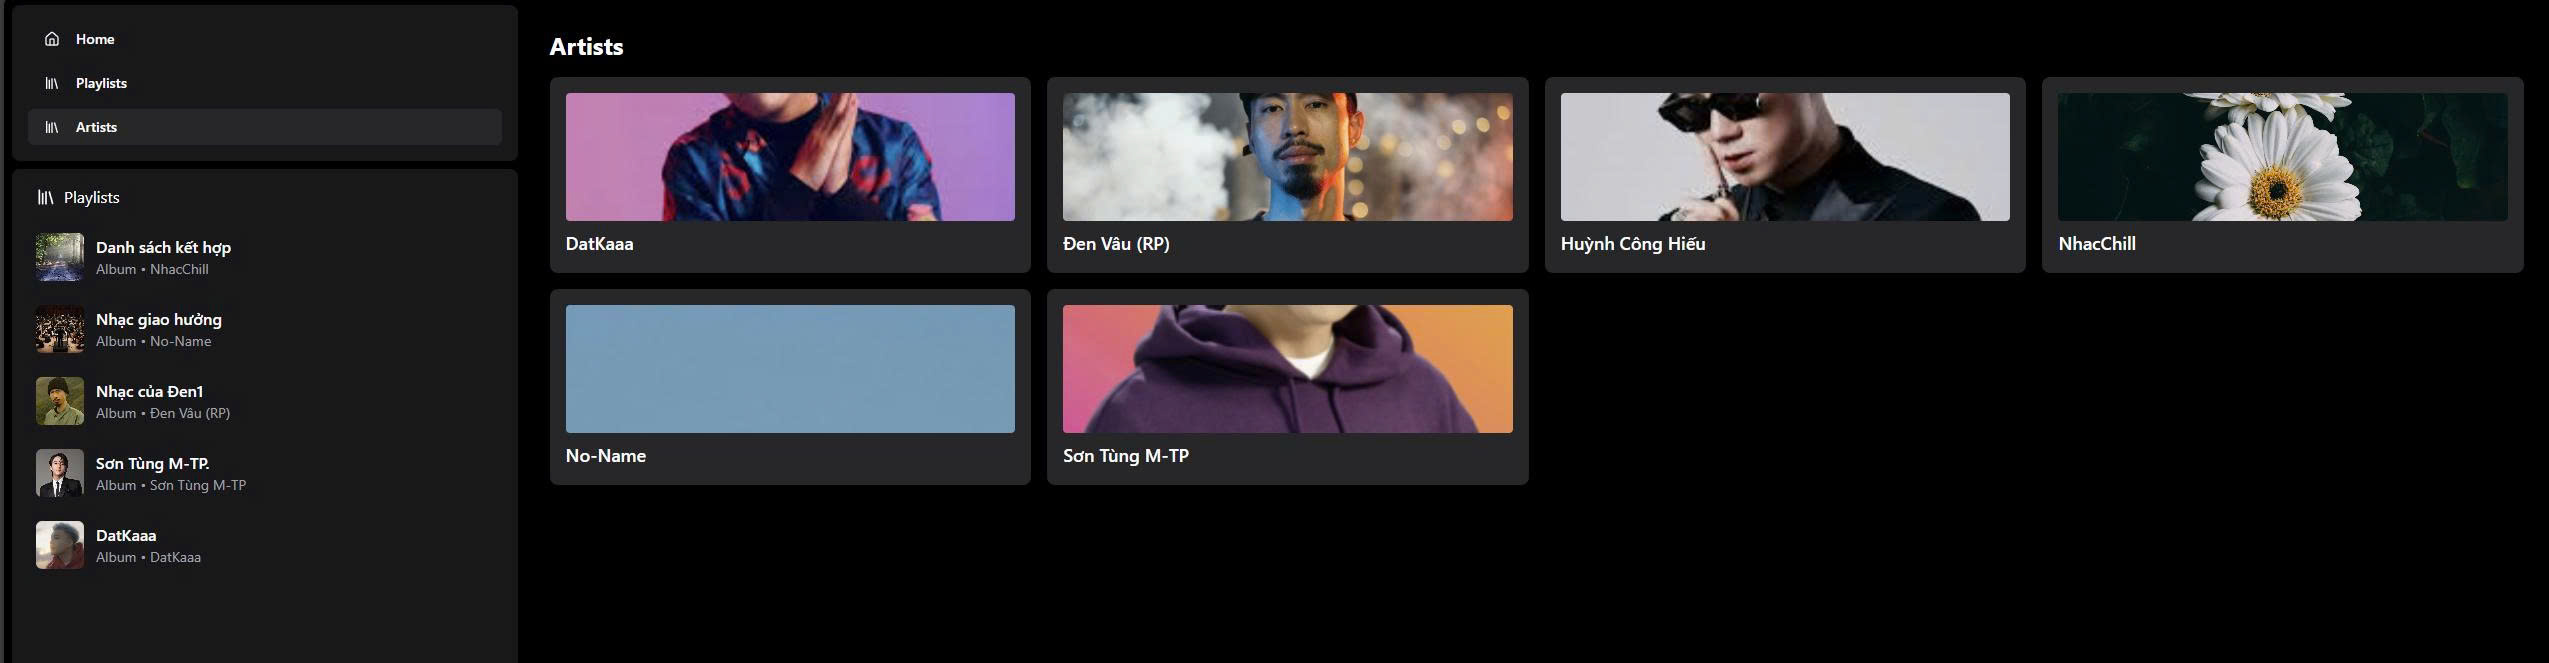 Home
Playlists
Artists
Playlists
Danh sách kết hợp
Album • NhacChill
Nhạc giao hưởng
Album • No-Name
Nhạc của Đen1
Album • Đen Vâu (RP)
Sơn Tùng M-TP.
Album • Sơn Tùng M-TP
DatKaaa
Album • DatKaaa
Artists
DatKaaa
Đen Vâu (RP)
Huỳnh Công Hiếu
NhacChill
No-Name
Sơn Tùng M-TP